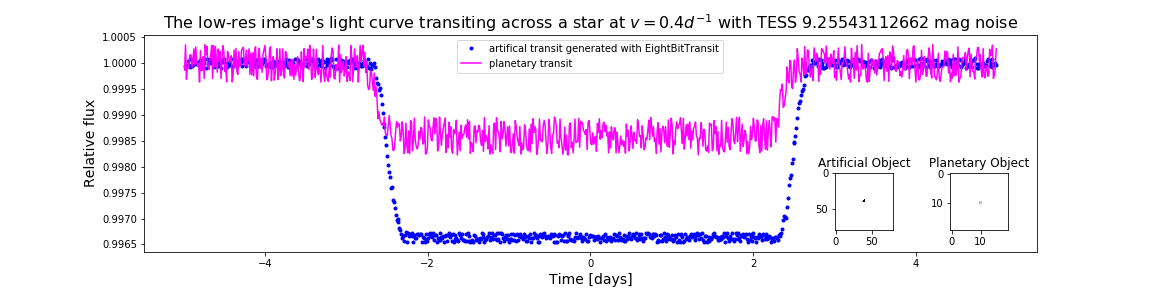 The low-res image's light curve transiting across a star at v = 0.4d⁻¹ with TESS 9.25543112662 mag noise
1.0005
1.0000
0.9995
0.9990
0.9985
0.9980
0.9975
0.9970
0.9965
Relative flux
artifical transit generated with EightBitTransit
planetary transit
Artificial Object
0
50
0 50
Planetary Object
0
10
0 10
−4 −2 0 2 4
Time [days]